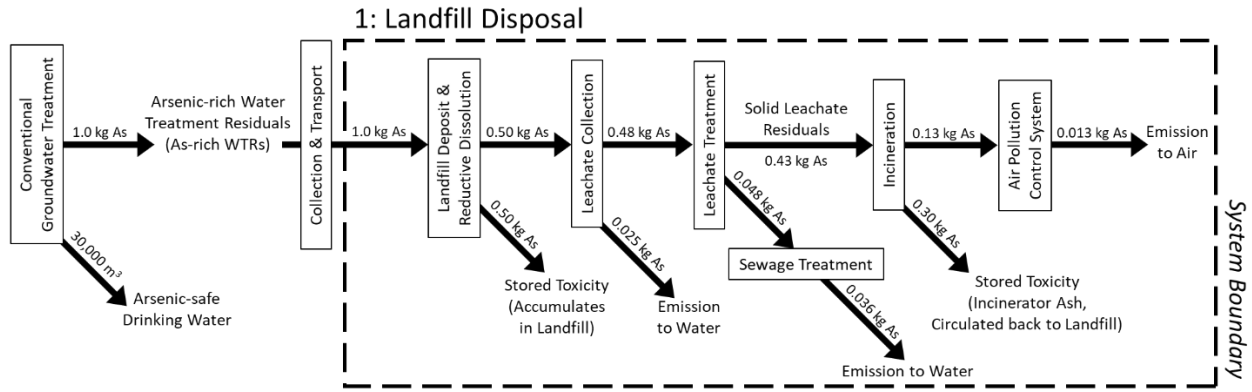 1: Landfill Disposal
Conventional
Groundwater Treatment
1.0 kg As
30,000 m³
Arsenic-safe
Drinking Water
Arsenic-rich Water
Treatment Residuals
(As-rich WTRs)
Collection & Transport
1.0 kg As
Landfill Deposit &
Reductive Dissolution
0.50 kg As
0.50 kg As
Stored Toxicity
(Accumulates
in Landfill)
Leachate Collection
0.48 kg As
0.025 kg As
Emission
to Water
Leachate Treatment
Solid Leachate
Residuals
0.43 kg As
0.048 kg As
Sewage Treatment
0.036 kg As
Emission to Water
Incineration
0.13 kg As
0.30 kg As
Stored Toxicity
(Incinerator Ash,
Circulated back to Landfill)
Air Pollution
Control System
0.013 kg As
Emission
to Air
System Boundary